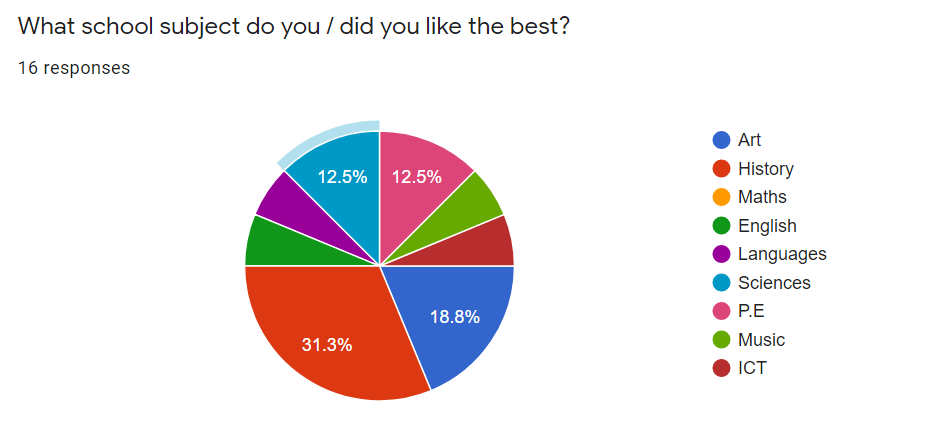 What school subject do you / did you like the best?
16 responses
12.5%
12.5%
18.8%
31.3%
Art
History
Maths
English
Languages
Sciences
P.E
Music
ICT